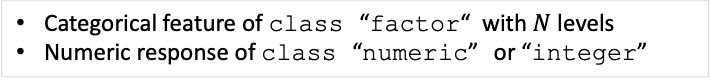 • Categorical feature of class “factor“ with N levels
• Numeric response of class “numeric” or “integer”